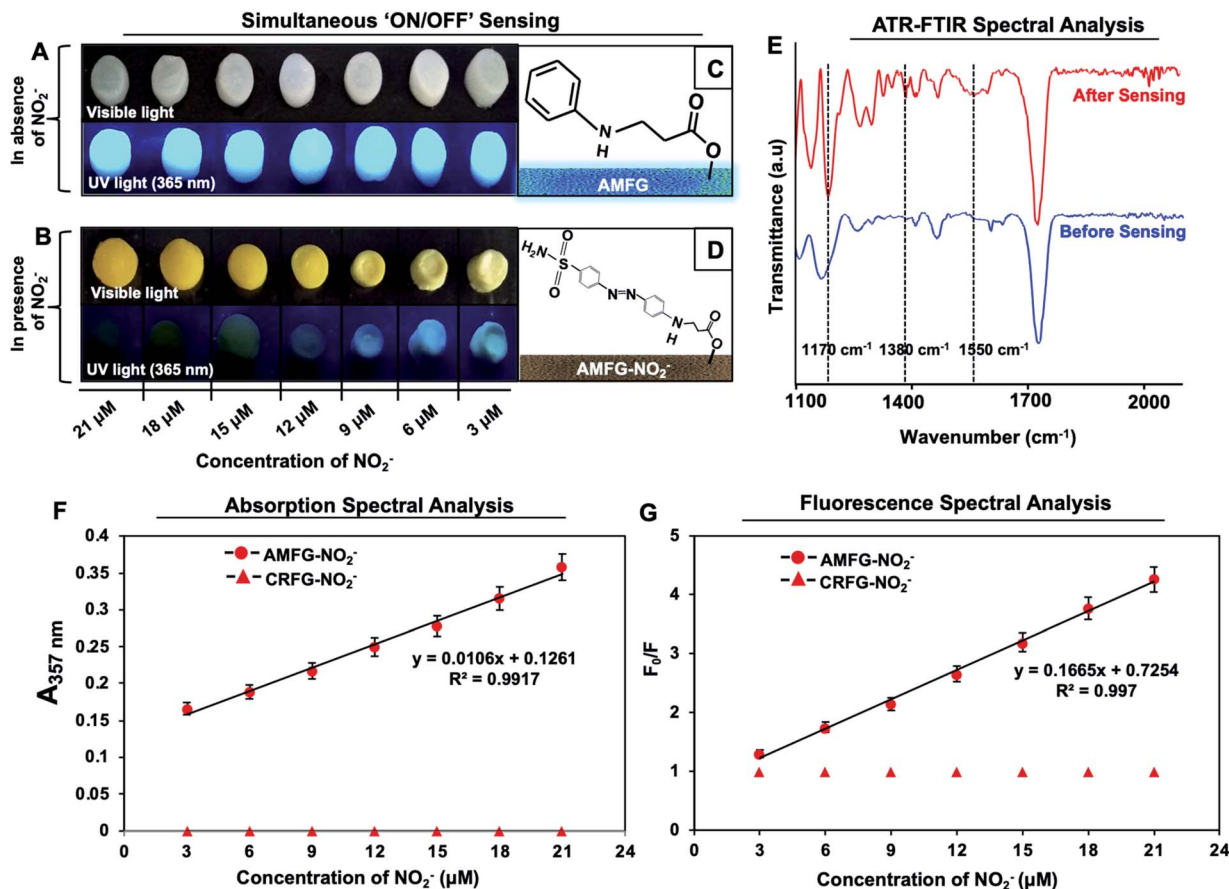 Simultaneous ‘ON/OFF’ Sensing
A
In absence
of NO₂⁻
Visible light
UV light (365 nm)
C
N
H
O
O
AMFG
B
In presence
of NO₂⁻
Visible light
UV light (365 nm)
D
H₂N
O
S
O
N=N
N
H
O
O
AMFG-NO₂⁻
21 µM
18 µM
15 µM
12 µM
9 µM
6 µM
3 µM
Concentration of NO₂⁻
E
ATR-FTIR Spectral Analysis
Transmittance (a.u)
After Sensing
Before Sensing
1170 cm⁻¹
1380 cm⁻¹
1550 cm⁻¹
1100
1400
1700
2000
Wavenumber (cm⁻¹)
F
Absorption Spectral Analysis
A357 nm
0.4
0.35
0.3
0.25
0.2
0.15
0.1
0.05
0
AMFG-NO₂⁻
CRFG-NO₂⁻
y = 0.0106x + 0.1261
R² = 0.9917
0 3 6 9 12 15 18 21 24
Concentration of NO₂⁻ (µM)
G
Fluorescence Spectral Analysis
F₀/F
5
4
3
2
1
0
AMFG-NO₂⁻
CRFG-NO₂⁻
y = 0.1665x + 0.7254
R² = 0.997
0 3 6 9 12 15 18 21 24
Concentration of NO₂⁻ (µM)